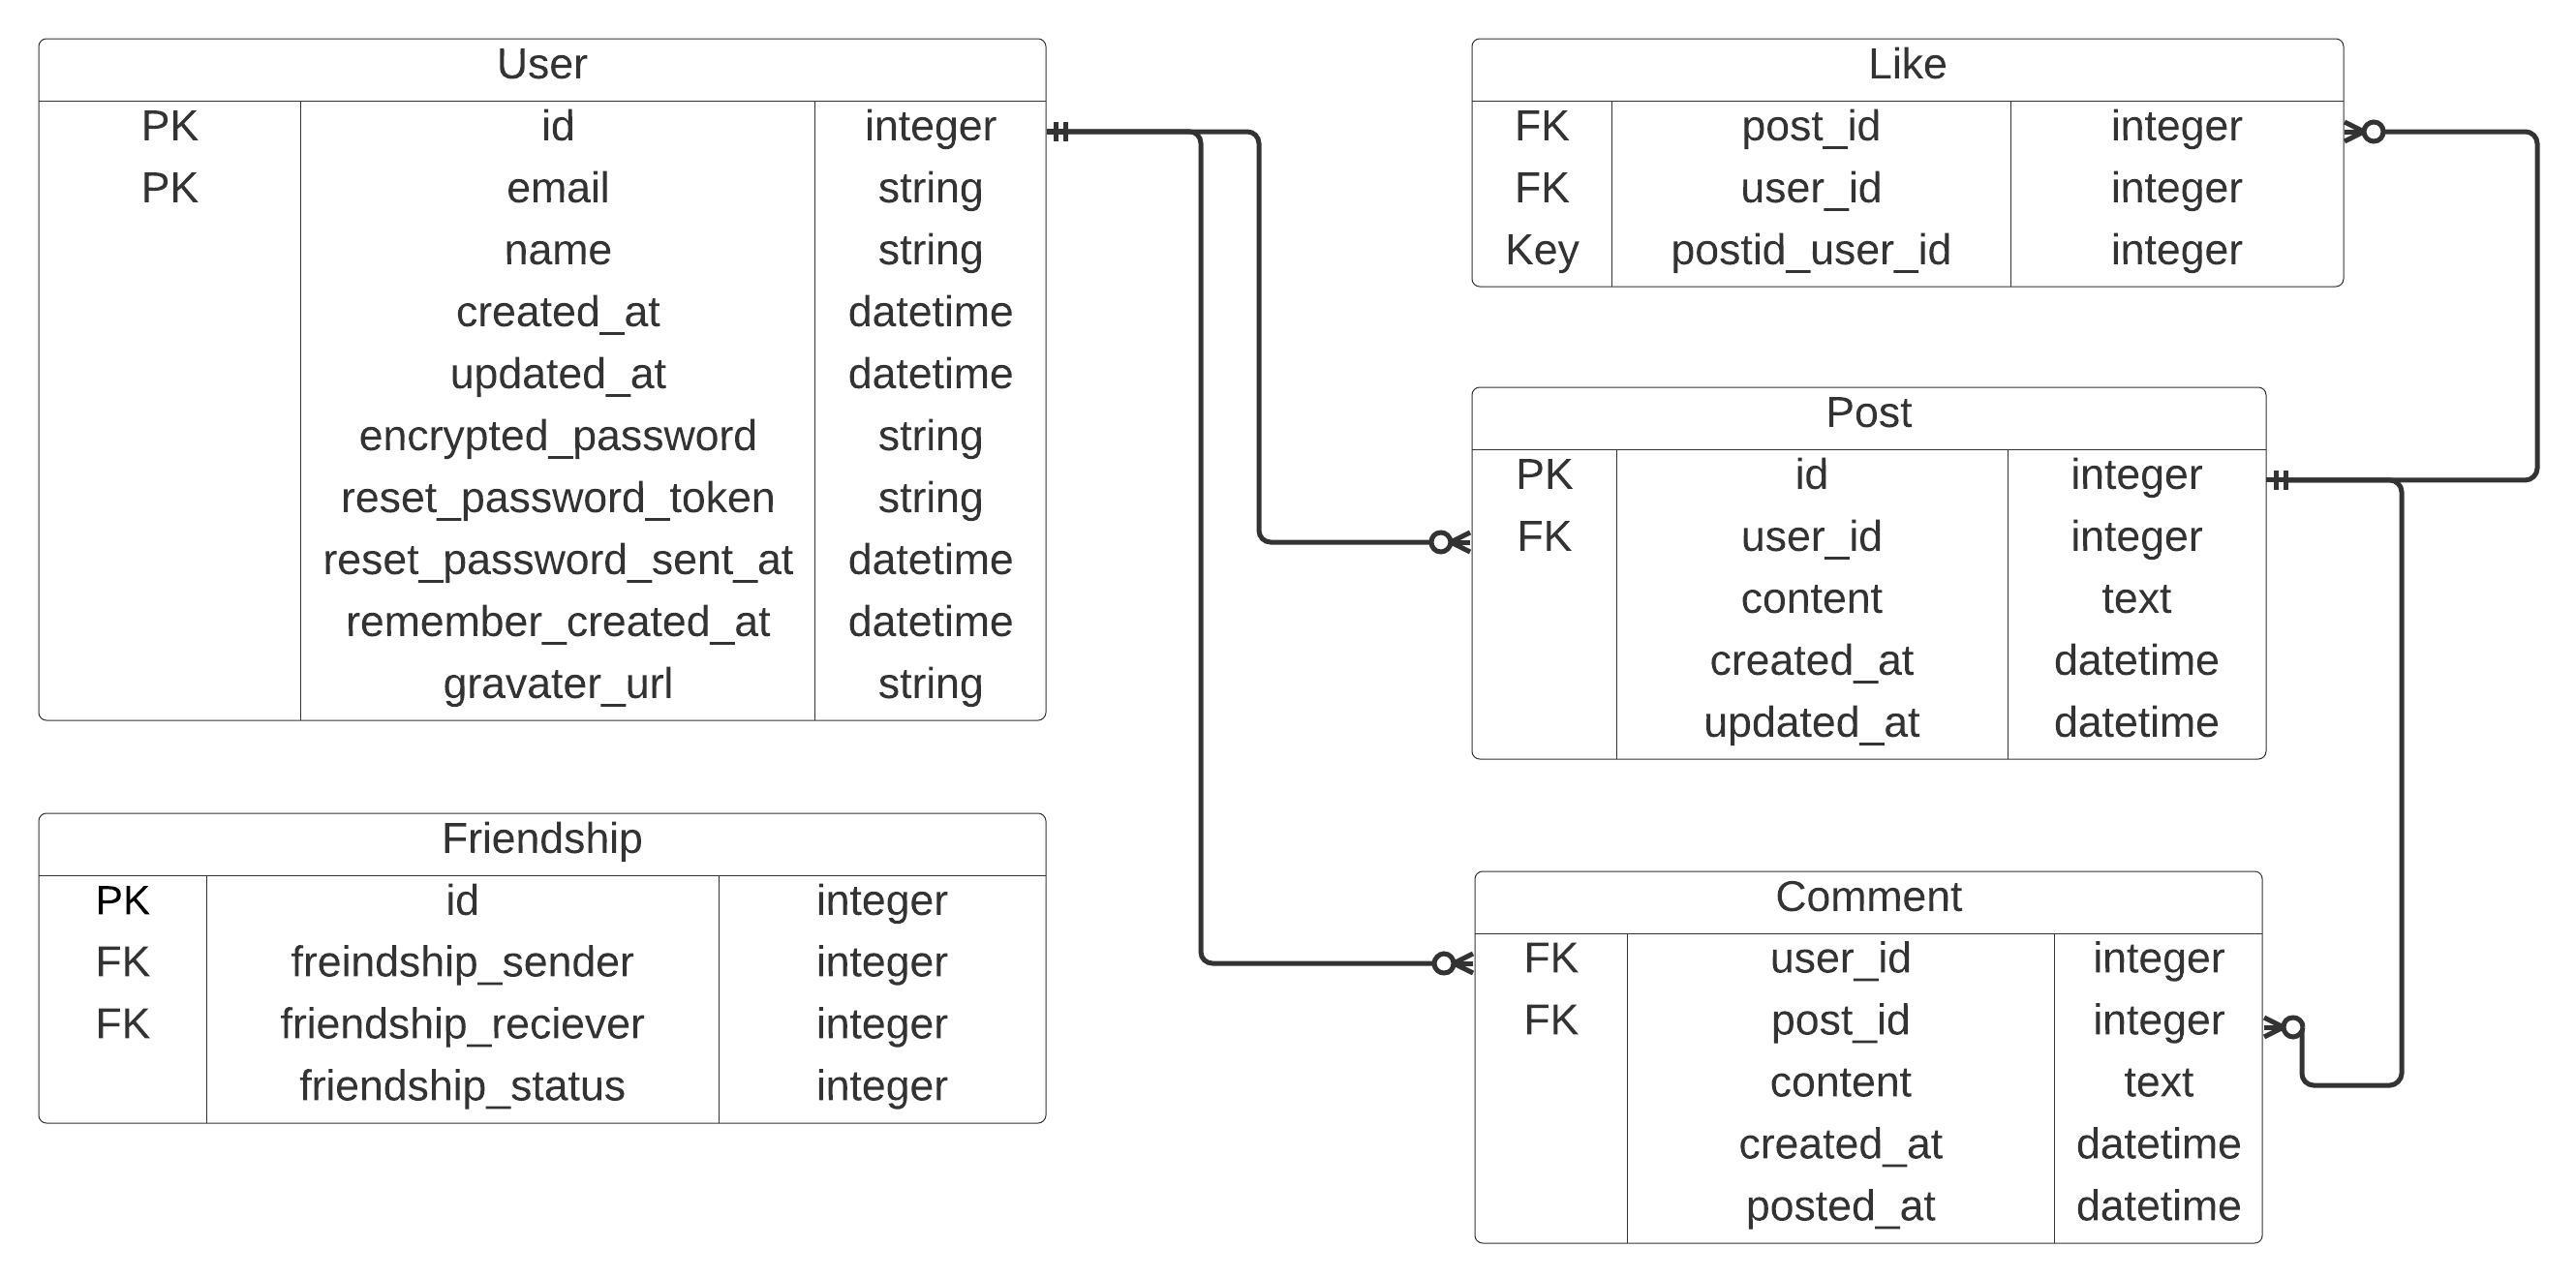 User
PK id integer
PK email string
name string
created_at datetime
updated_at datetime
encrypted_password string
reset_password_token string
reset_password_sent_at datetime
remember_created_at datetime
gravater_url string
Friendship
PK id integer
FK freindship_sender integer
FK friendship_reciever integer
friendship_status integer
Like
FK post_id integer
FK user_id integer
Key postid_user_id integer
Post
PK id integer
FK user_id integer
content text
created_at datetime
updated_at datetime
Comment
FK user_id integer
FK post_id integer
content text
created_at datetime
posted_at datetime